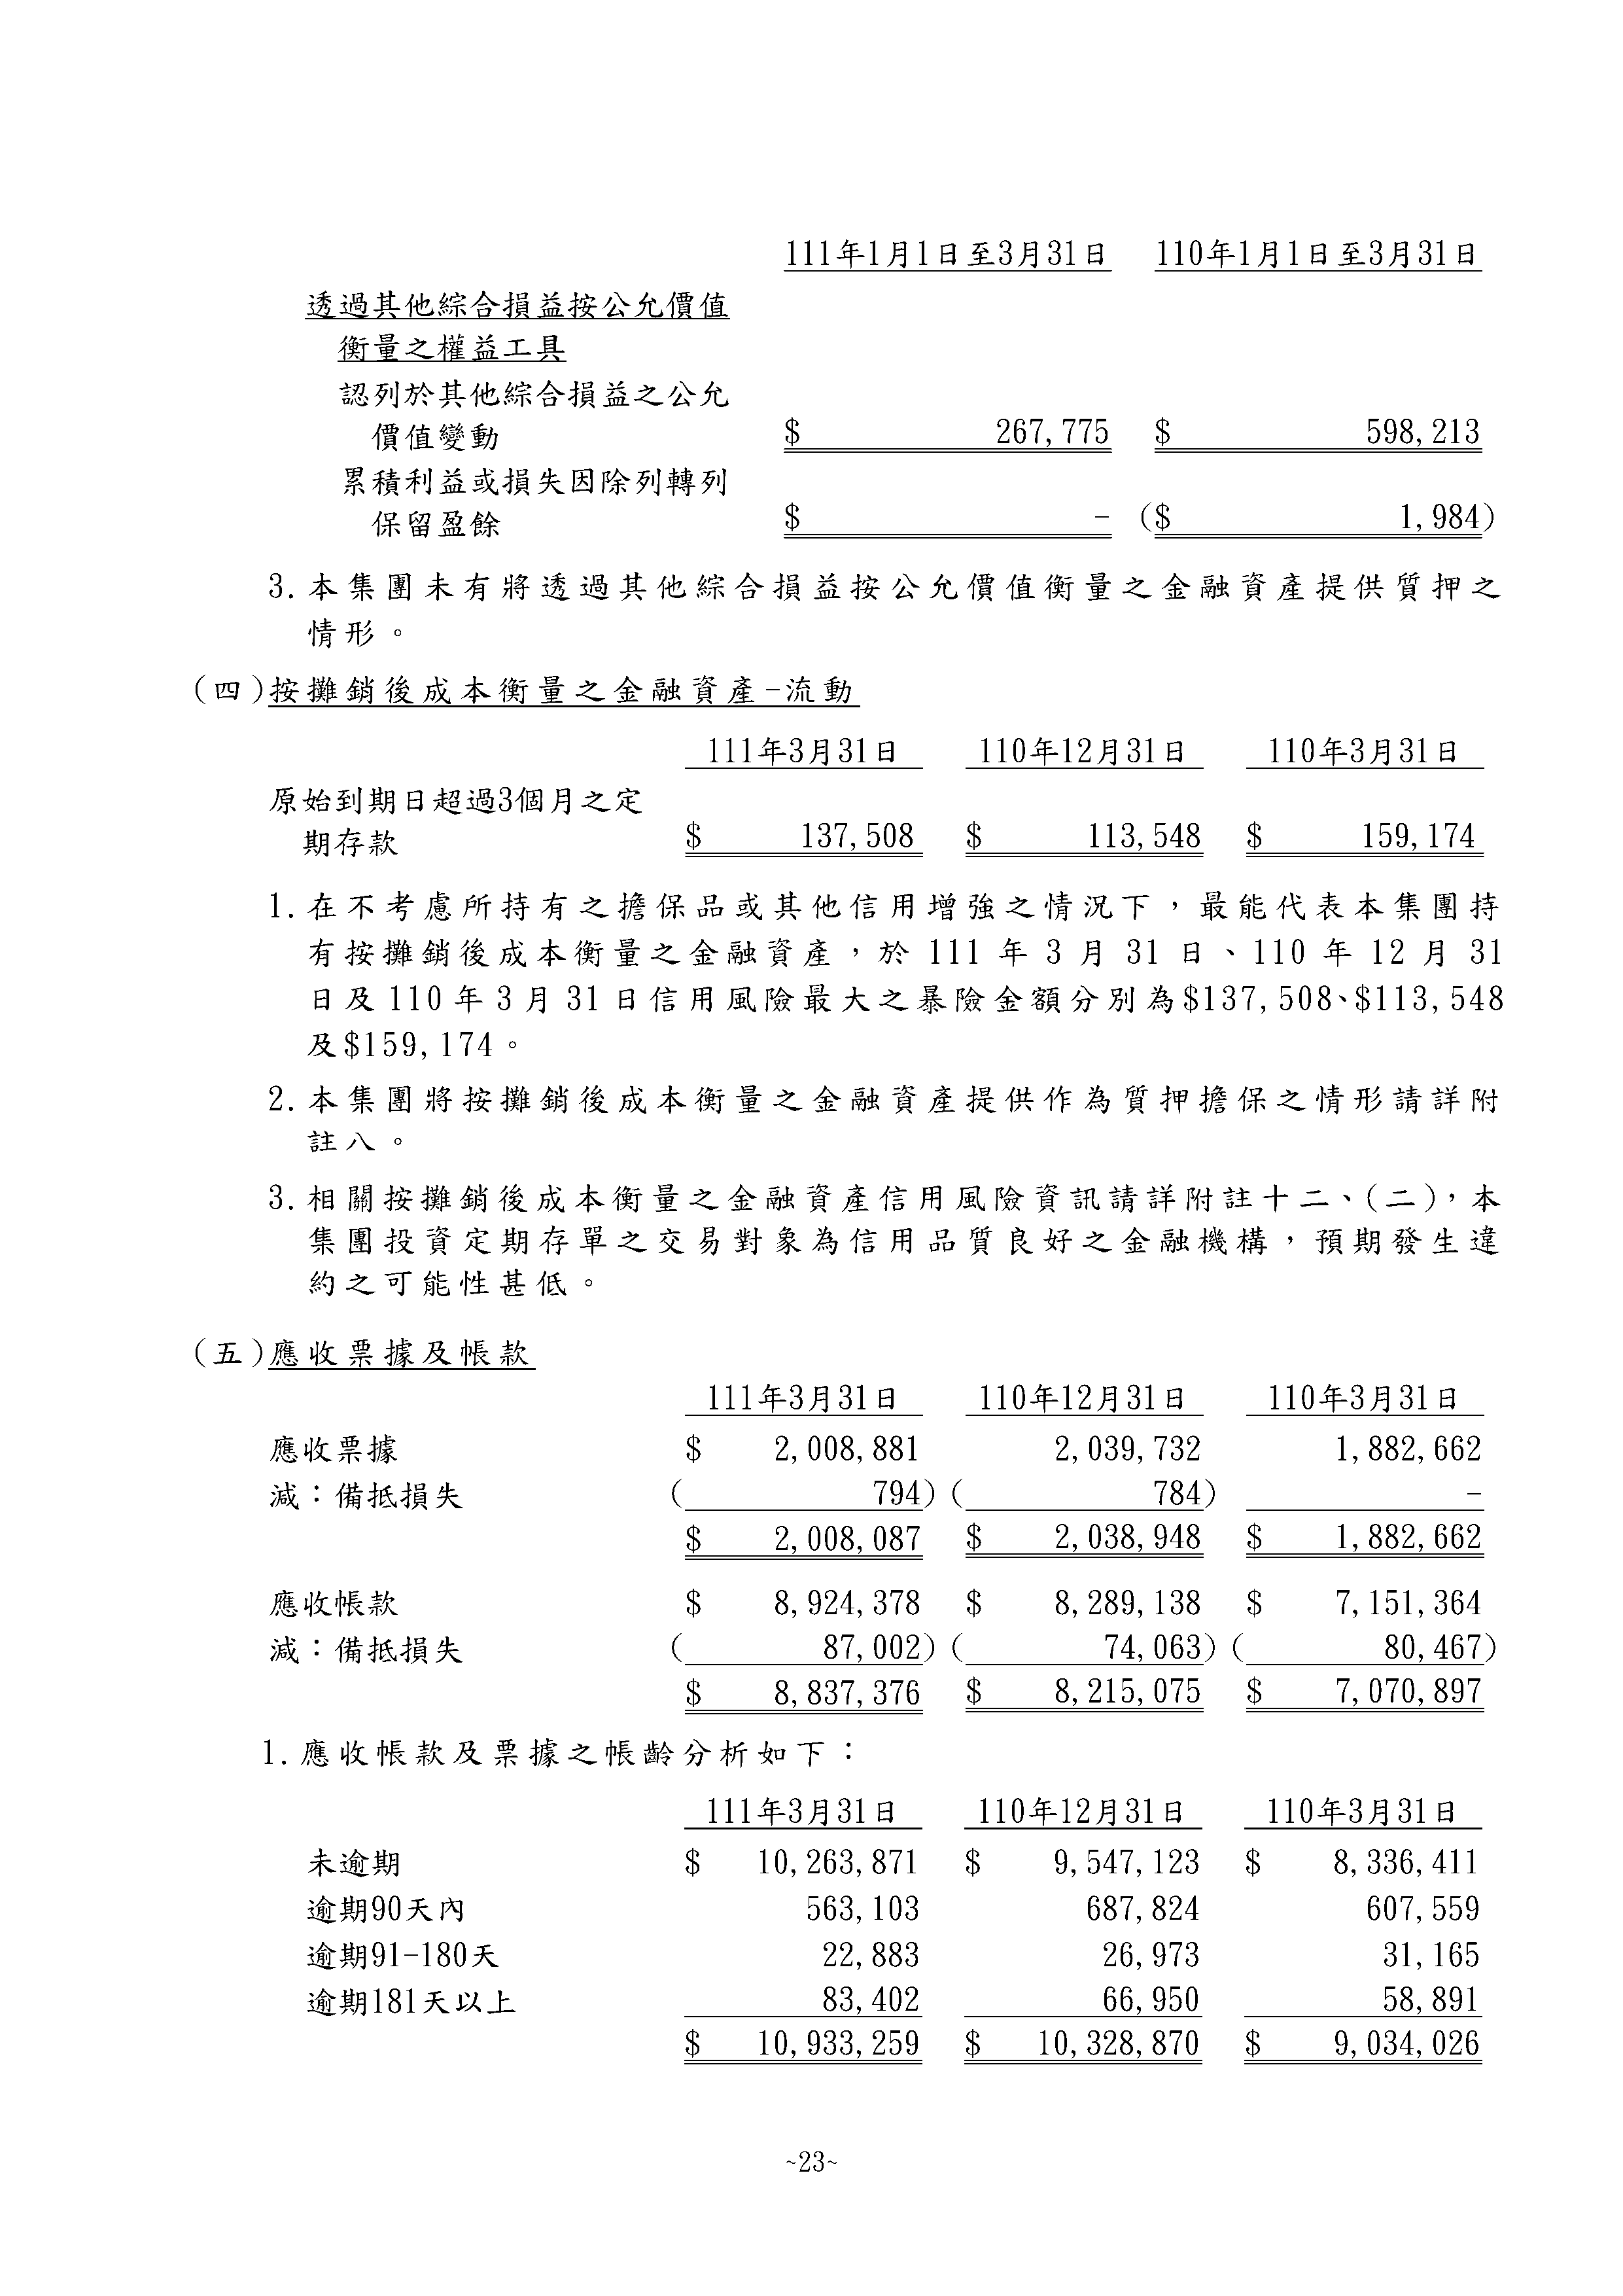 111年1月1日至3月31日 110年1月1日至3月31日
透過其他綜合損益按公允價值
衡量之權益工具
認列於其他綜合損益之公允
價值變動 $ 267,775 $ 598,213
累積利益或損失因除列轉列
保留盈餘 $ - ($ 1,984)
3.本集團未有將透過其他綜合損益按公允價值衡量之金融資產提供質押之
情形。
(四)按攤銷後成本衡量之金融資產-流動
111年3月31日 110年12月31日 110年3月31日
原始到期日超過3個月之定
期存款 $ 137,508 $ 113,548 $ 159,174
1.在不考慮所持有之擔保品或其他信用增強之情況下，最能代表本集團持
有按攤銷後成本衡量之金融資產，於 111 年 3 月 31 日、110 年 12 月 31
日及 110 年 3 月 31 日信用風險最大之暴險金額分別為$137,508、$113,548
及$159,174。
2.本集團將按攤銷後成本衡量之金融資產提供作為質押擔保之情形請詳附
註八。
3.相關按攤銷後成本衡量之金融資產信用風險資訊請詳附註十二、(二)，本
集團投資定期存單之交易對象為信用品質良好之金融機構，預期發生違
約之可能性甚低。
(五)應收票據及帳款
111年3月31日 110年12月31日 110年3月31日
應收票據 $ 2,008,881 2,039,732 1,882,662
減：備抵損失 ( 794) ( 784) -
$ 2,008,087 $ 2,038,948 $ 1,882,662
應收帳款 $ 8,924,378 $ 8,289,138 $ 7,151,364
減：備抵損失 ( 87,002) ( 74,063) ( 80,467)
$ 8,837,376 $ 8,215,075 $ 7,070,897
1.應收帳款及票據之帳齡分析如下：
111年3月31日 110年12月31日 110年3月31日
未逾期 $ 10,263,871 $ 9,547,123 $ 8,336,411
逾期90天內 563,103 687,824 607,559
逾期91-180天 22,883 26,973 31,165
逾期181天以上 83,402 66,950 58,891
$ 10,933,259 $ 10,328,870 $ 9,034,026
~23~